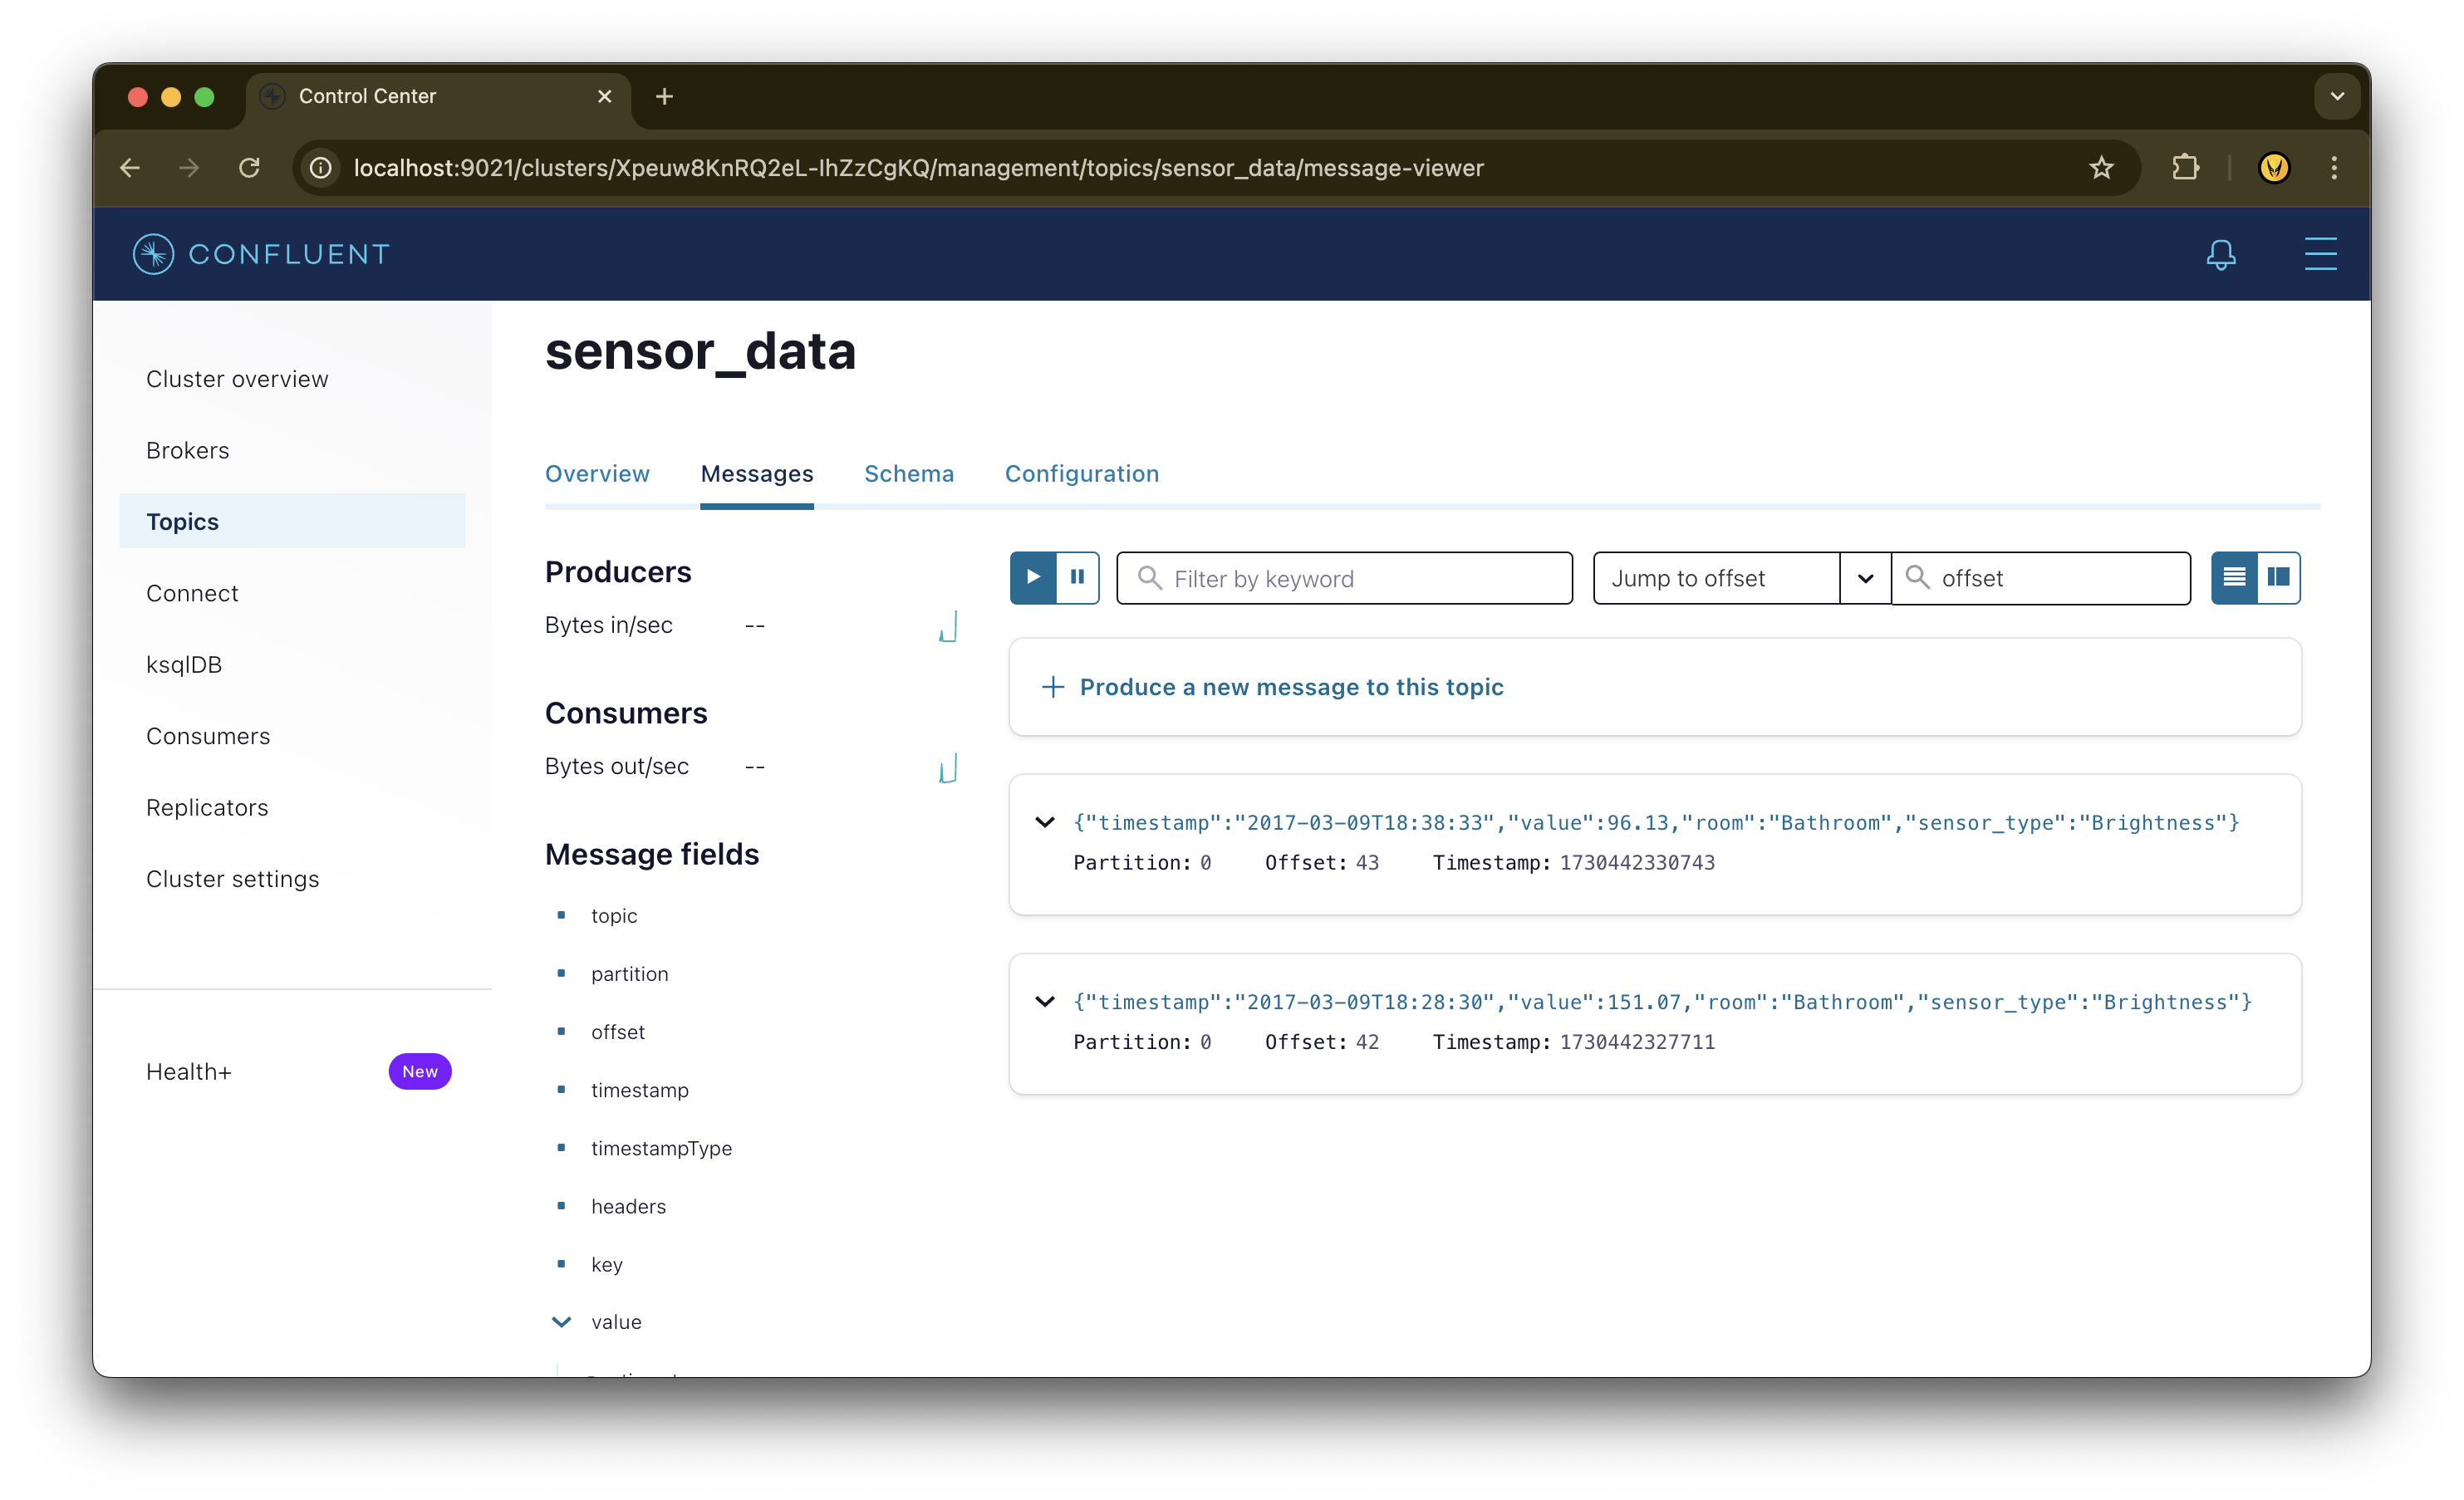 Control Center
localhost:9021/clusters/Xpeuw8KnRQ2eL-IhZzCgKQ/management/topics/sensor_data/message-viewer
CONFLUENT
Cluster overview
Brokers
Topics
Connect
ksqlDB
Consumers
Replicators
Cluster settings
Health+ New
sensor_data
Overview Messages Schema Configuration
Producers
Bytes in/sec --
Consumers
Bytes out/sec --
Message fields
topic
partition
offset
timestamp
timestampType
headers
key
value
Filter by keyword
Jump to offset
offset
Produce a new message to this topic
{"timestamp":"2017-03-09T18:38:33","value":96.13,"room":"Bathroom","sensor_type":"Brightness"}
Partition: 0 Offset: 43 Timestamp: 1730442330743
{"timestamp":"2017-03-09T18:28:30","value":151.07,"room":"Bathroom","sensor_type":"Brightness"}
Partition: 0 Offset: 42 Timestamp: 1730442327711